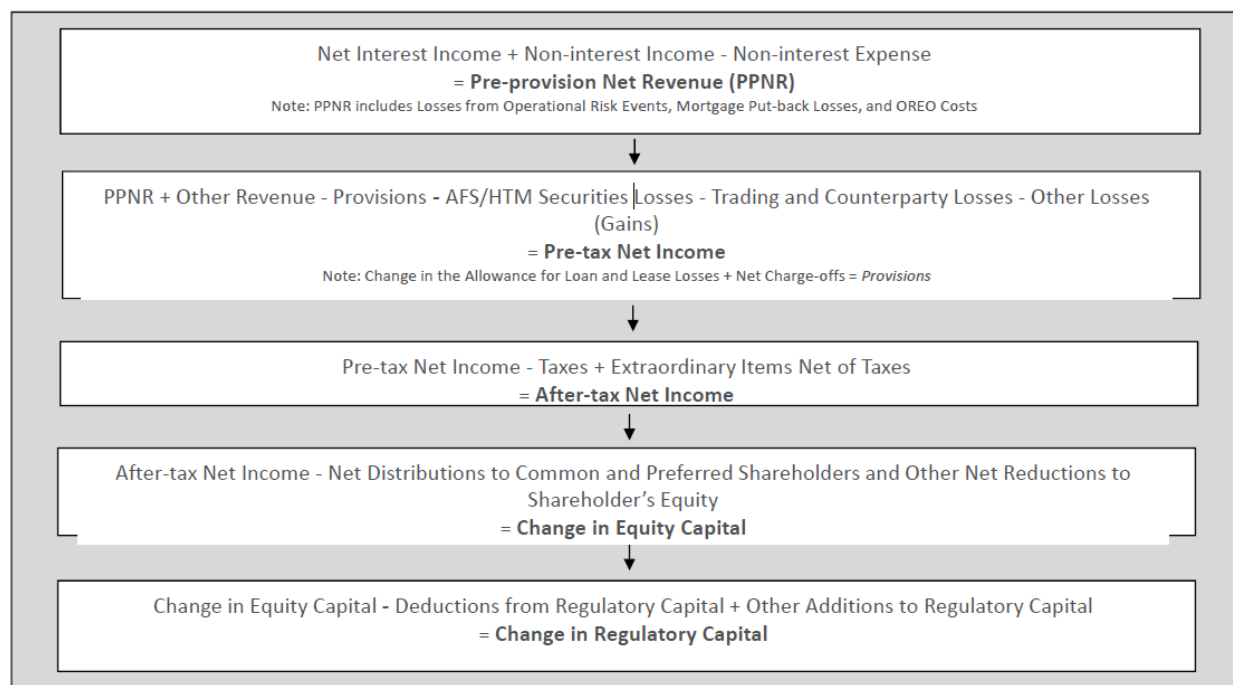 Net Interest Income + Non-interest Income - Non-interest Expense
= Pre-provision Net Revenue (PPNR)
Note: PPNR includes Losses from Operational Risk Events, Mortgage Put-back Losses, and OREO Costs
PPNR + Other Revenue - Provisions - AFS/HTM Securities Losses - Trading and Counterparty Losses - Other Losses
(Gains)
= Pre-tax Net Income
Note: Change in the Allowance for Loan and Lease Losses + Net Charge-offs = Provisions
Pre-tax Net Income - Taxes + Extraordinary Items Net of Taxes
= After-tax Net Income
After-tax Net Income - Net Distributions to Common and Preferred Shareholders and Other Net Reductions to
Shareholder’s Equity
= Change in Equity Capital
Change in Equity Capital - Deductions from Regulatory Capital + Other Additions to Regulatory Capital
= Change in Regulatory Capital